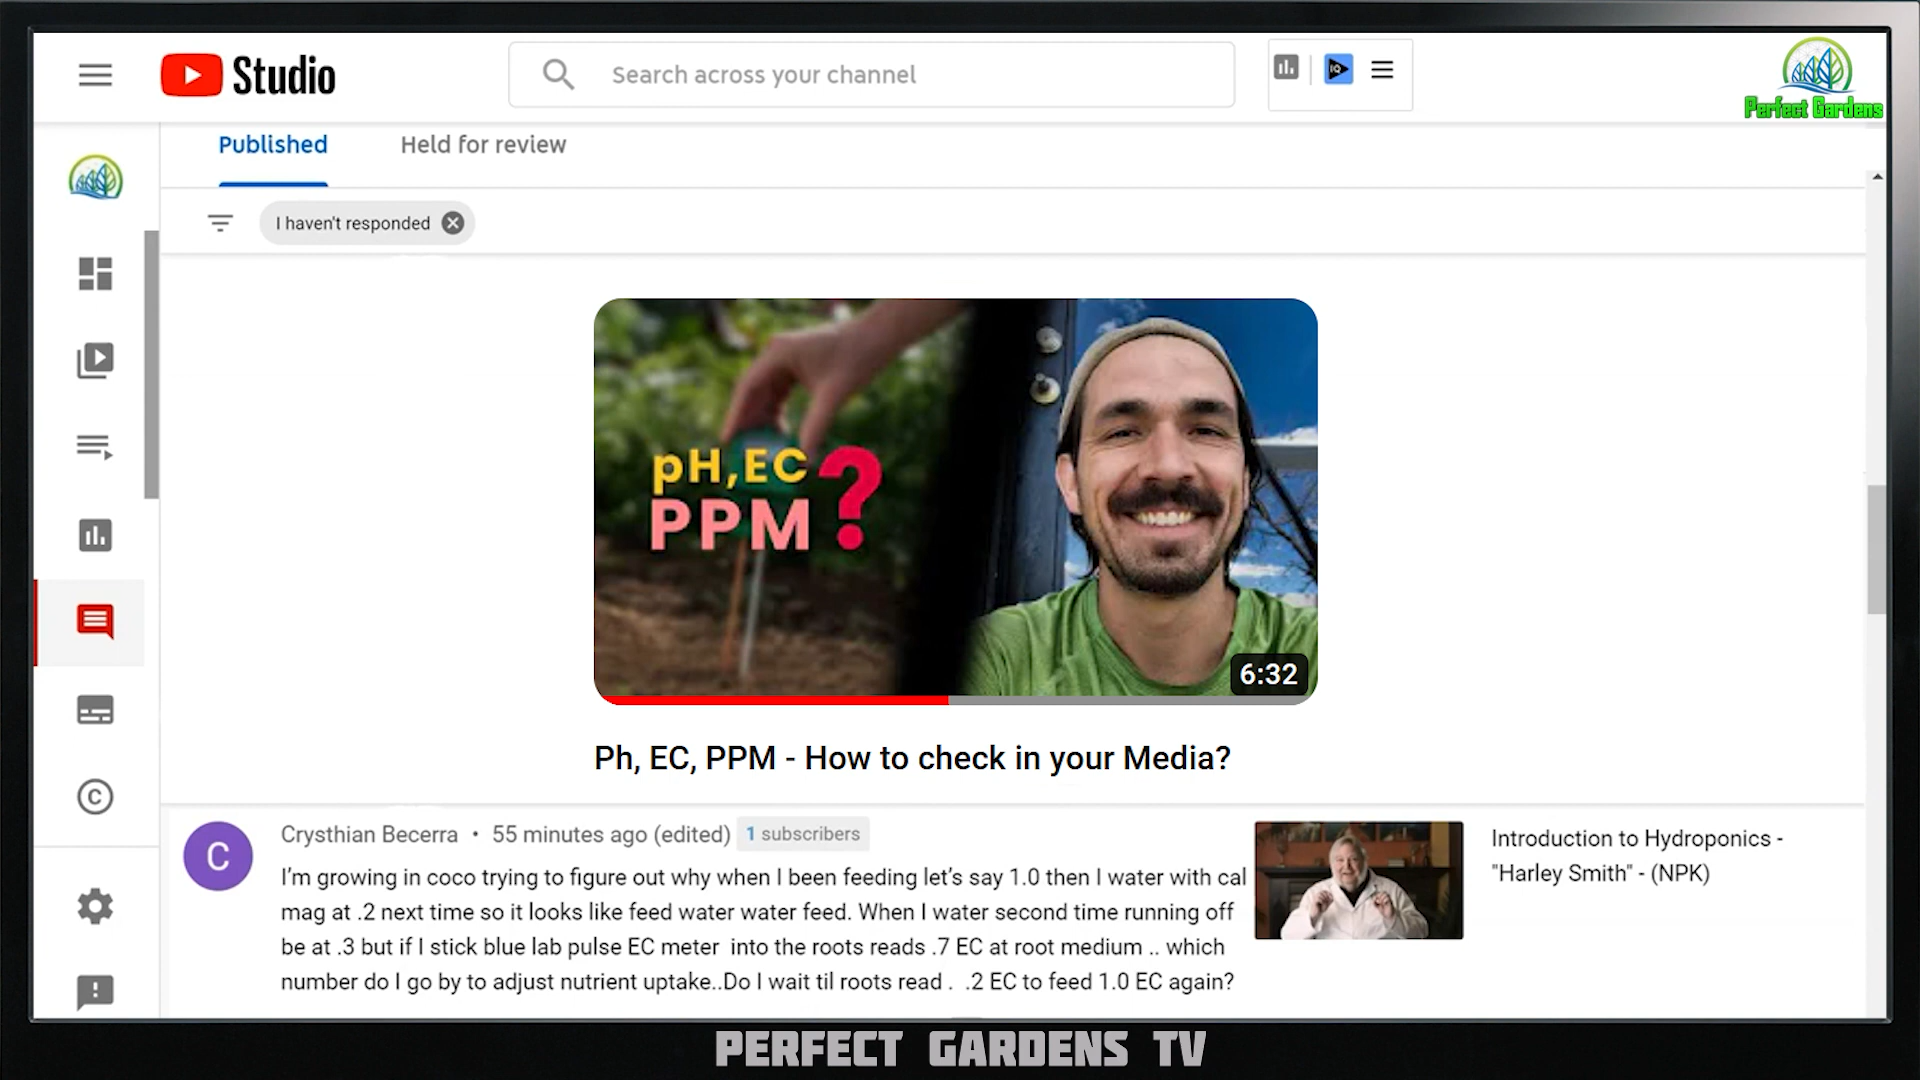 Studio
Search across your channel
IQ
Perfect Gardens
Published
Held for review
I haven't responded
pH,EC
PPM?
6:32
Ph, EC, PPM - How to check in your Media?
C
Crysthian Becerra • 55 minutes ago (edited) 1 subscribers
I'm growing in coco trying to figure out why when I been feeding let's say 1.0 then I water with cal
mag at .2 next time so it looks like feed water water feed. When I water second time running off
be at .3 but if I stick blue lab pulse EC meter into the roots reads .7 EC at root medium .. which
number do I go by to adjust nutrient uptake..Do I wait til roots read . .2 EC to feed 1.0 EC again?
Introduction to Hydroponics -
"Harley Smith" - (NPK)
PERFECT GARDENS TV